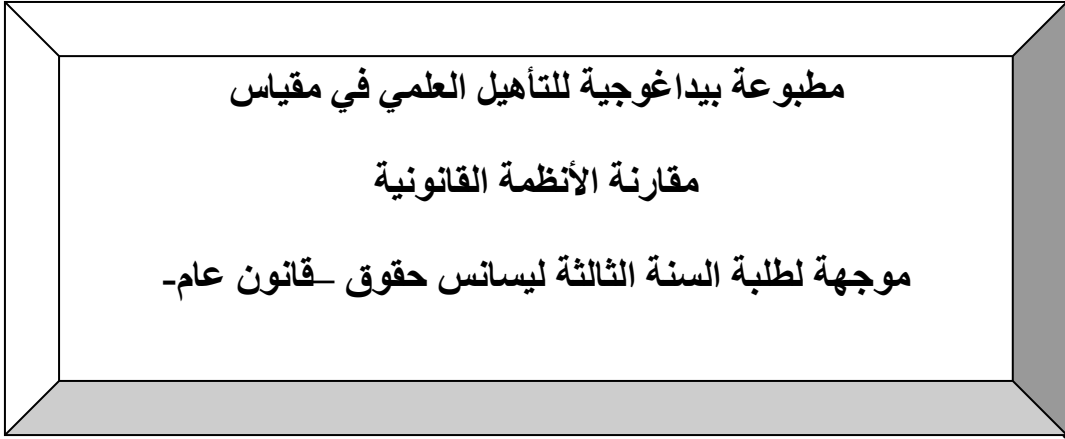 مطبوعة بيداغوجية للتأهيل العلمي في مقياس
مقارنة الأنظمة القانونية
موجهة لطلبة السنة الثالثة ليسانس حقوق –قانون عام-